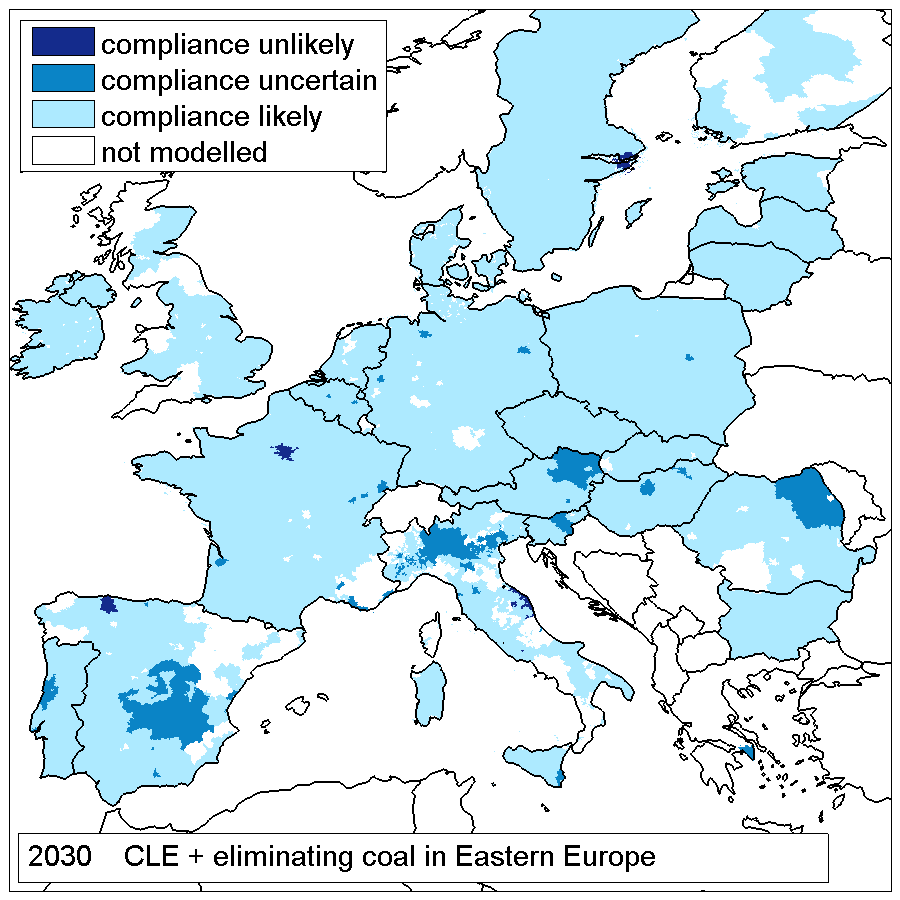 compliance unlikely
compliance uncertain
compliance likely
not modelled
2030 CLE + eliminating coal in Eastern Europe